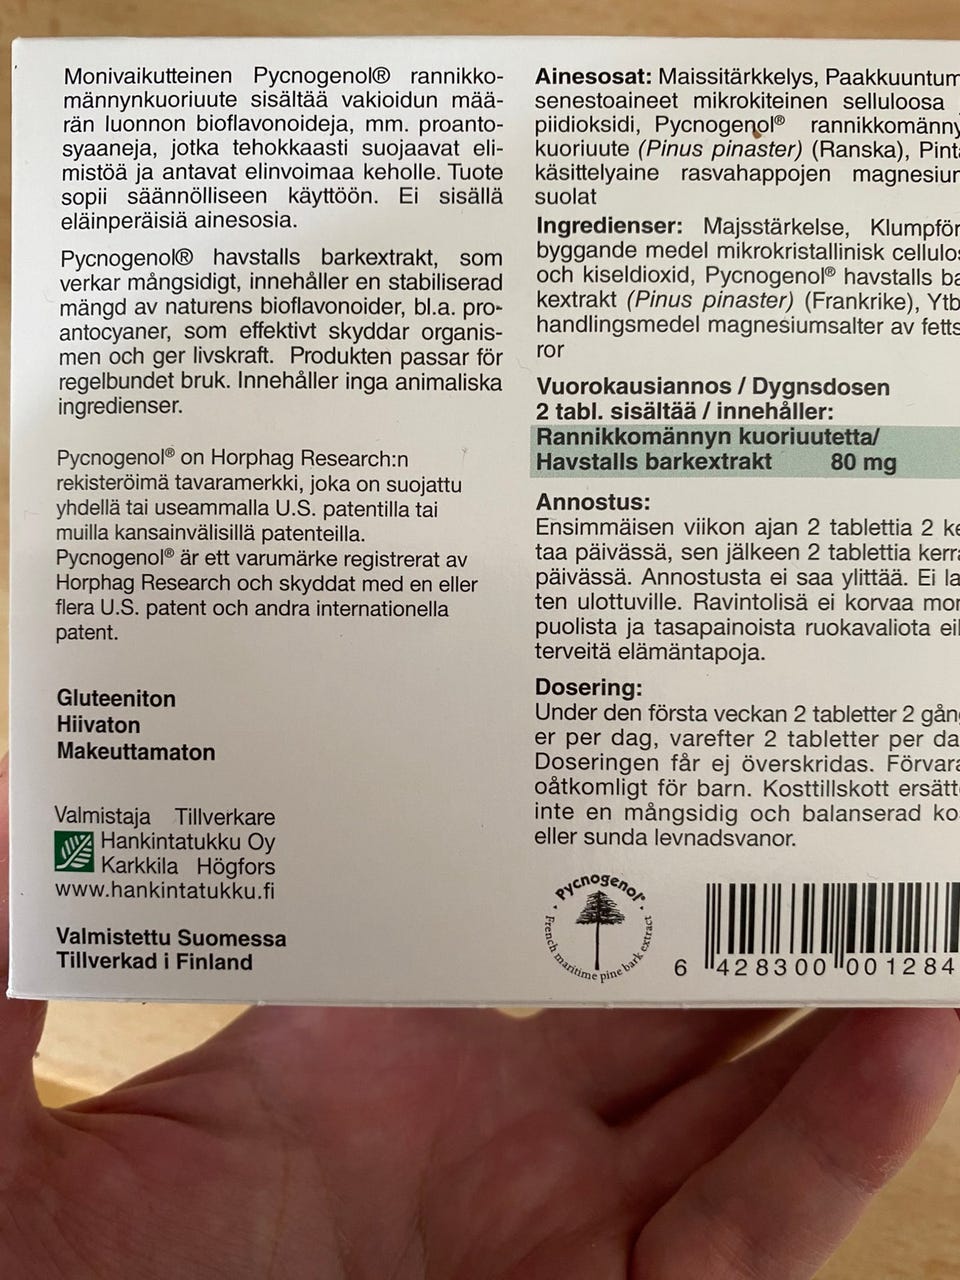 Monivaikutteinen Pycnogenol® rannikko-
männynkuoriuute sisältää vakioidun mää-
rän luonnon bioflavonoideja, mm. proanto-
syaaneja, jotka tehokkaasti suojaavat eli-
mistöä ja antavat elinvoimaa keholle. Tuote
sopii säännölliseen käyttöön. Ei sisällä
eläinperäisiä ainesosia.
Pycnogenol® havstalls barkextrakt, som
verkar mångsidigt, innehåller en stabiliserad
mängd av naturens bioflavonoider, bl.a. pro-
antocyaner, som effektivt skyddar organis-
men och ger livskraft. Produkten passar för
regelbundet bruk. Innehåller inga animaliska
ingredienser.
Pycnogenol® on Horphag Research:n
rekisteröimä tavaramerkki, joka on suojattu
yhdellä tai useammalla U.S. patentilla tai
muilla kansainvälisillä patenteilla.
Pycnogenol® är ett varumärke registrerat av
Horphag Research och skyddat med en eller
flera U.S. patent och andra internationella
patent.
Gluteeniton
Hiivaton
Makeuttamaton
Valmistaja Tillverkare
Hankintatukku Oy
Karkkila Högfors
www.hankintatukku.fi
Valmistettu Suomessa
Tillverkad i Finland
Ainesosat: Maissitärkkelys, Paakkuuntum
senestoaineet mikrokiteinen selluloosa
piidioksidi, Pycnogenol® rannikkomänny
kuoriuute (Pinus pinaster) (Ranska), Pinta
käsittelyaine rasvahappojen magnesium
suolat
Ingredienser: Majsstärkelse, Klumpför
byggande medel mikrokristallinisk cellulos
och kiseldioxid, Pycnogenol® havstalls ba
kextrakt (Pinus pinaster) (Frankrike), Ytb
handlingsmedel magnesiumsalter av fetts
ror
Vuorokausiannos / Dygnsdosen
2 tabl. sisältää / innehåller:
Rannikkomännyn kuoriuutetta/
Havstalls barkextrakt 80 mg
Annostus:
Ensimmäisen viikon ajan 2 tablettia 2 ke
taa päivässä, sen jälkeen 2 tablettia kerra
päivässä. Annostusta ei saa ylittää. Ei la
ten ulottuville. Ravintolisä ei korvaa mon
puolista ja tasapainoista ruokavaliota eik
terveitä elämäntapoja.
Dosering:
Under den första veckan 2 tabletter 2 gång
er per dag, varefter 2 tabletter per da
Doseringen får ej överskridas. Förvara
oåtkomligt för barn. Kosttillskott ersätte
inte en mångsidig och balanserad ko
eller sunda levnadsvanor.
Pycnogenol®
French maritime pine bark extract
6 428300 001284